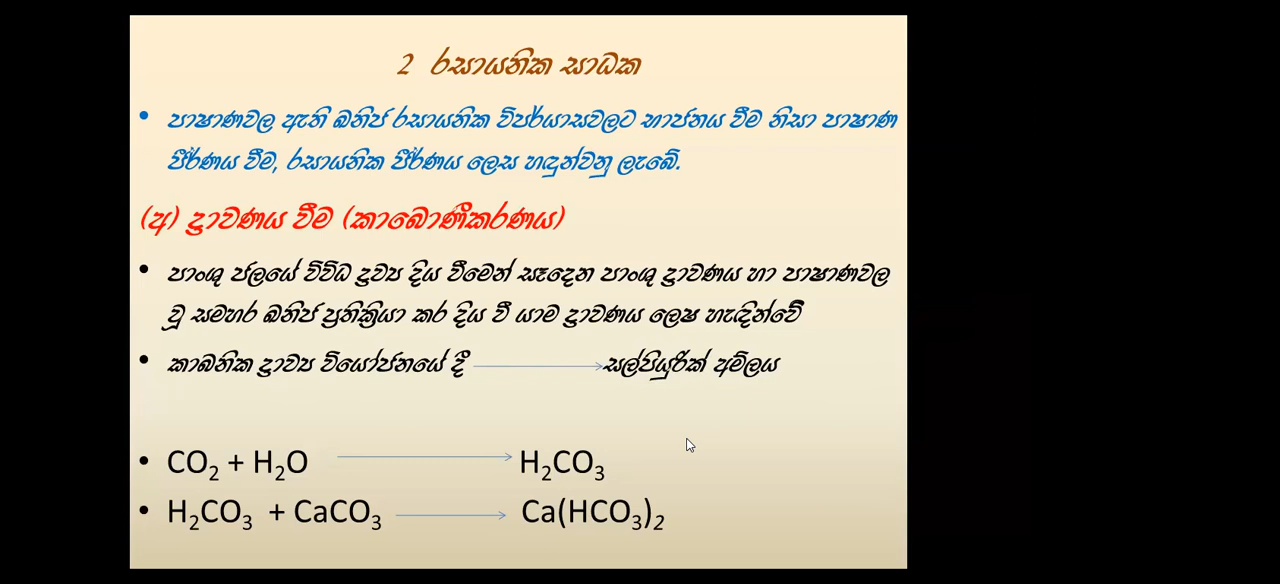 2 රසායනික සාධක
• පාෂාණවල ඇති ඛනිජ රසායනික විපර්යාසවලට භාජනය වීම නිසා පාෂාණ
ජීර්ණය වීම, රසායනික ජීර්ණය ලෙස හඳුන්වනු ලැබේ.
(අ) ද්‍රාවණය වීම (කාබොණීකරණය)
• පාංශු ජලයේ විවිධ ද්‍රව්‍ය දිය වීමෙන් සෑදෙන පාංශු ද්‍රාවණය හා පාෂාණවල
වූ සමහර ඛනිජ ප්‍රතික්‍රියා කර දිය වී යාම ද්‍රාවණය ලෙෂ හැඳින්වේ
• කාබනික ද්‍රාව්‍ය වියෝජනයේ දී ⟶ සල්පියුරික් අම්ලය
• CO₂ + H₂O ⟶ H₂CO₃
• H₂CO₃ + CaCO₃ ⟶ Ca(HCO₃)₂